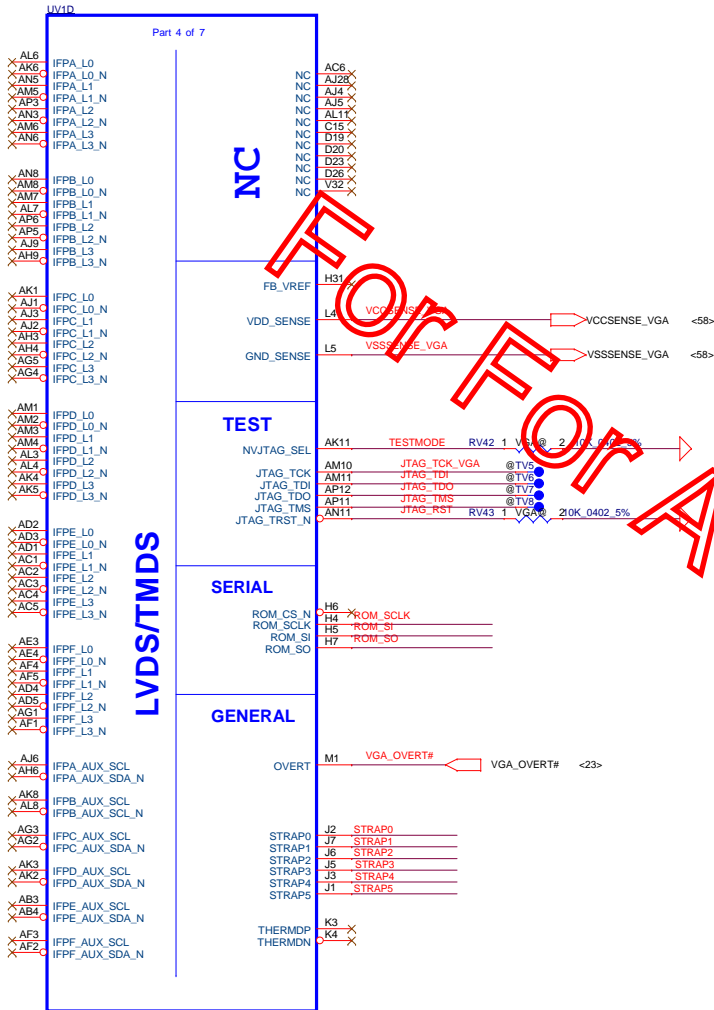 UV1D
Part 4 of 7
AL6 IFPA_L0
AK6 IFPA_L0_N
AN5 IFPA_L1
AM5 IFPA_L1_N
AP3 IFPA_L2
AN3 IFPA_L2_N
AM6 IFPA_L3
AN6 IFPA_L3_N
AN8 IFPB_L0
AM8 IFPB_L0_N
AM7 IFPB_L1
AL7 IFPB_L1_N
AP6 IFPB_L2
AP5 IFPB_L2_N
AJ9 IFPB_L3
AH9 IFPB_L3_N
AK1 IFPC_L0
AJ1 IFPC_L0_N
AJ3 IFPC_L1
AJ2 IFPC_L1_N
AH3 IFPC_L2
AH4 IFPC_L2_N
AG5 IFPC_L3
AG4 IFPC_L3_N
AM1 IFPD_L0
AM2 IFPD_L0_N
AM3 IFPD_L1
AM4 IFPD_L1_N
AL3 IFPD_L2
AL4 IFPD_L2_N
AK4 IFPD_L3
AK5 IFPD_L3_N
AD2 IFPE_L0
AD3 IFPE_L0_N
AD1 IFPE_L1
AC1 IFPE_L1_N
AC2 IFPE_L2
AC3 IFPE_L2_N
AC4 IFPE_L3
AC5 IFPE_L3_N
AE3 IFPF_L0
AE4 IFPF_L0_N
AF4 IFPF_L1
AF5 IFPF_L1_N
AD4 IFPF_L2
AD5 IFPF_L2_N
AG1 IFPF_L3
AF1 IFPF_L3_N
AJ6 IFPA_AUX_SCL
AH6 IFPA_AUX_SDA_N
AK8 IFPB_AUX_SCL
AL8 IFPB_AUX_SCL_N
AG3 IFPC_AUX_SCL
AG2 IFPC_AUX_SDA_N
AK3 IFPD_AUX_SCL
AK2 IFPD_AUX_SDA_N
AB3 IFPE_AUX_SCL
AB4 IFPE_AUX_SDA_N
AF3 IFPF_AUX_SCL
AF2 IFPF_AUX_SDA_N
LVDS/TMDS
NC
NC AC6
NC AJ28
NC AJ4
NC AJ5
NC AL11
NC C15
NC D19
NC D20
NC D23
NC D26
NC V32
FB_VREF H31
VDD_SENSE L4 VCCSENSE_VGA VCCSENSE_VGA <58>
GND_SENSE L5 VSSSENSE_VGA VSSSENSE_VGA <58>
TEST
NVJTAG_SEL AK11 TESTMODE RV42 1 VGA@ 2 10K_0402_5%
JTAG_TCK AM10 JTAG_TCK_VGA @TV5
JTAG_TDI AM11 JTAG_TDI @TV6
JTAG_TDO AP12 JTAG_TDO @TV7
JTAG_TMS AP11 JTAG_TMS @TV8
JTAG_TRST_N AN11 JTAG_RST RV43 1 VGA@ 2 10K_0402_5%
SERIAL
ROM_CS_N H6
ROM_SCLK H4 ROM_SCLK
ROM_SI H5 ROM_SI
ROM_SO H7 ROM_SO
GENERAL
OVERT M1 VGA_OVERT# VGA_OVERT# <23>
STRAP0 J2 STRAP0
STRAP1 J7 STRAP1
STRAP2 J6 STRAP2
STRAP3 J5 STRAP3
STRAP4 J3 STRAP4
STRAP5 J1 STRAP5
THERMDP K3
THERMDN K4
For For A